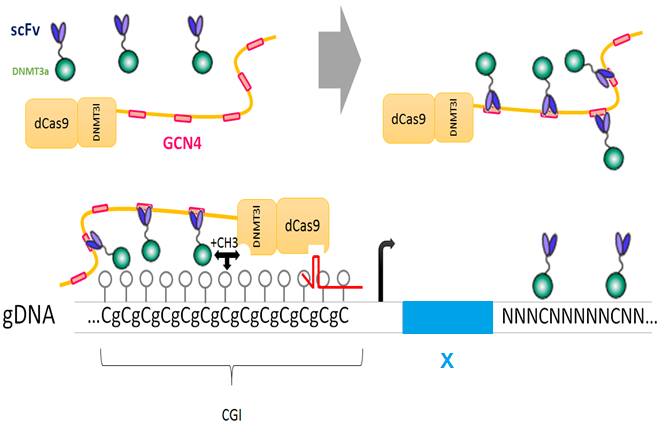 scFv
DNMT3a
dCas9
DNMT3l
GCN4
dCas9
DNMT3l
+CH3
DNMT3l
dCas9
gDNA
...CgCgCgCgCgCgCgCgCgCgCgCgC
NNNCNNNNNCNN...
X
CGI